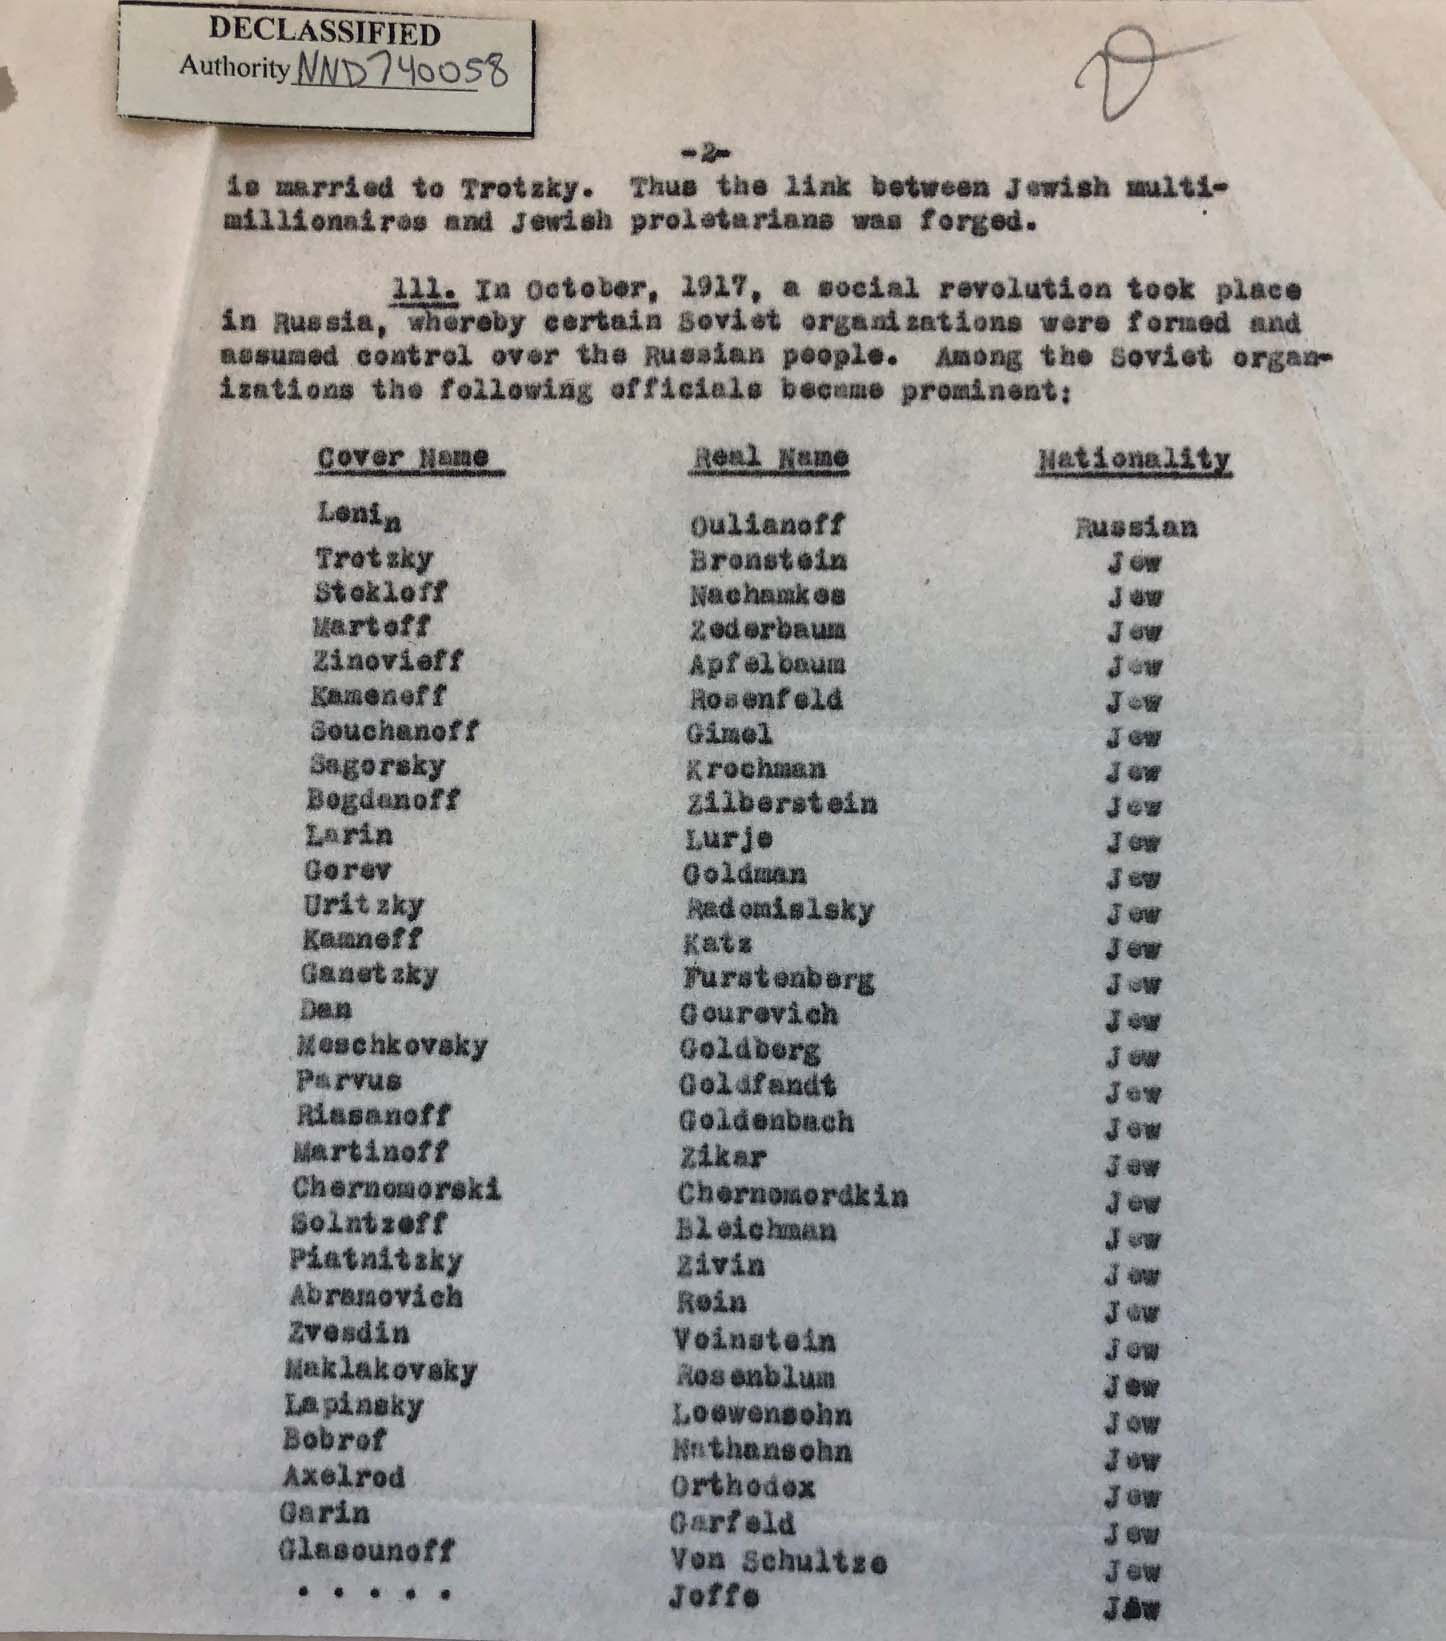 DECLASSIFIED
Authority NND740058
-2-
is married to Trotzky. Thus the link between Jewish multi-
millionaires and Jewish proletarians was forged.
111. In October, 1917, a social revolution took place
in Russia, whereby certain Soviet organizations were formed and
assumed control over the Russian people. Among the Soviet organ-
izations the following officials became prominent:
Cover Name Real Name Nationality
Lenin Oulianoff Russian
Trotzky Bronstein Jew
Stekloff Nachamkes Jew
Martoff Zederbaum Jew
Zinovieff Apfelbaum Jew
Kameneff Rosenfeld Jew
Souchanoff Gimel Jew
Sagorsky Krochman Jew
Bogdanoff Zilberstein Jew
Larin Lurje Jew
Gorev Goldman Jew
Uritzky Radomislsky Jew
Kamneff Katz Jew
Ganetzky Furstenberg Jew
Dan Gourevich Jew
Meschkovsky Goldberg Jew
Parvus Goldfandt Jew
Riasanoff Goldenbach Jew
Martinoff Zikar Jew
Chernomorski Chernomordkin Jew
Solntzeff Bleichman Jew
Piatnitzky Zivin Jew
Abramovich Rein Jew
Zvesdin Voinstein Jew
Maklakovsky Rosenblum Jew
Lapinsky Loewensohn Jew
Bobrof Nathansohn Jew
Axelrod Orthodox Jew
Garin Garfeld Jew
Glasounoff Von Schultze Jew
. . . . . Joffe Jew